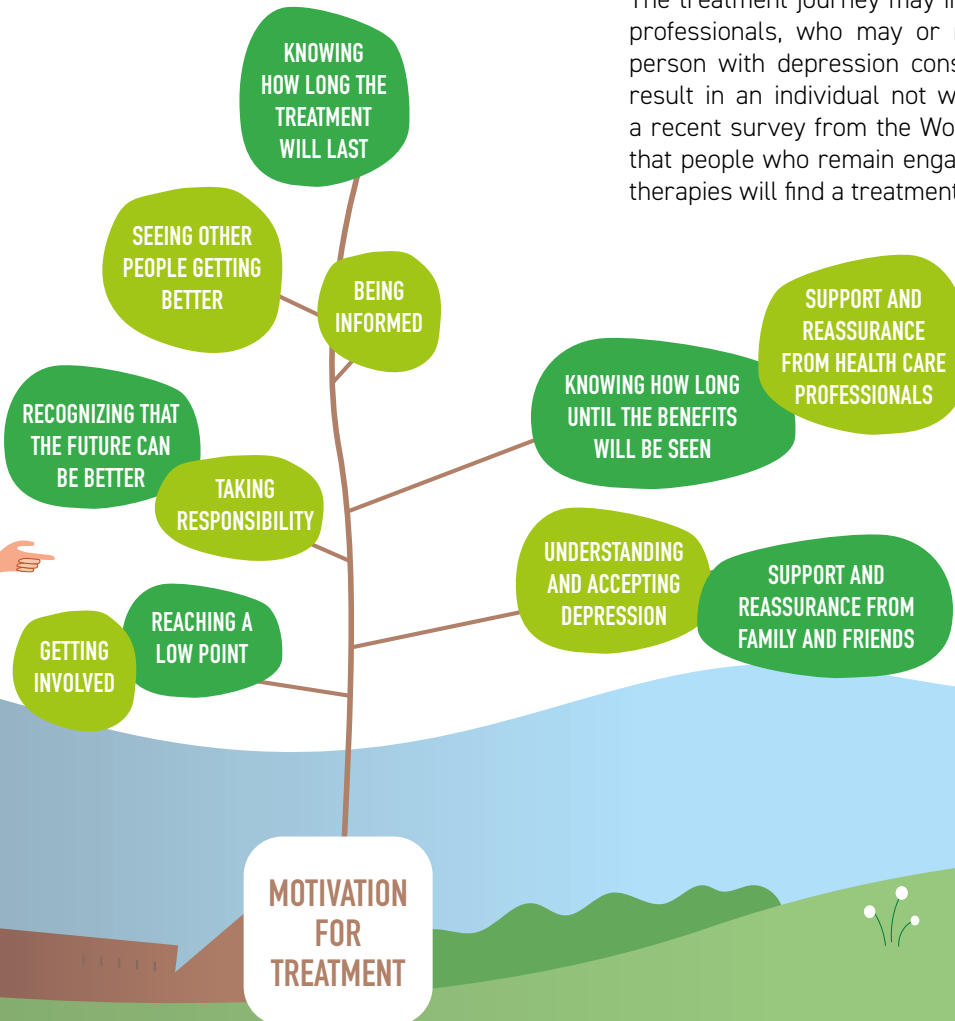 The treatment journey may
professionals, who may or
person with depression
result in an individual not
a recent survey from the
that people who remain
therapies will find a treatment
KNOWING
HOW LONG THE
TREATMENT
WILL LAST
SEEING OTHER
PEOPLE GETTING
BETTER
BEING
INFORMED
SUPPORT AND
REASSURANCE
FROM HEALTH CARE
PROFESSIONALS
KNOWING HOW LONG
UNTIL THE BENEFITS
WILL BE SEEN
RECOGNIZING THAT
THE FUTURE CAN
BE BETTER
TAKING
RESPONSIBILITY
UNDERSTANDING
AND ACCEPTING
DEPRESSION
SUPPORT AND
REASSURANCE FROM
FAMILY AND FRIENDS
REACHING A
LOW POINT
GETTING
INVOLVED
MOTIVATION
FOR
TREATMENT